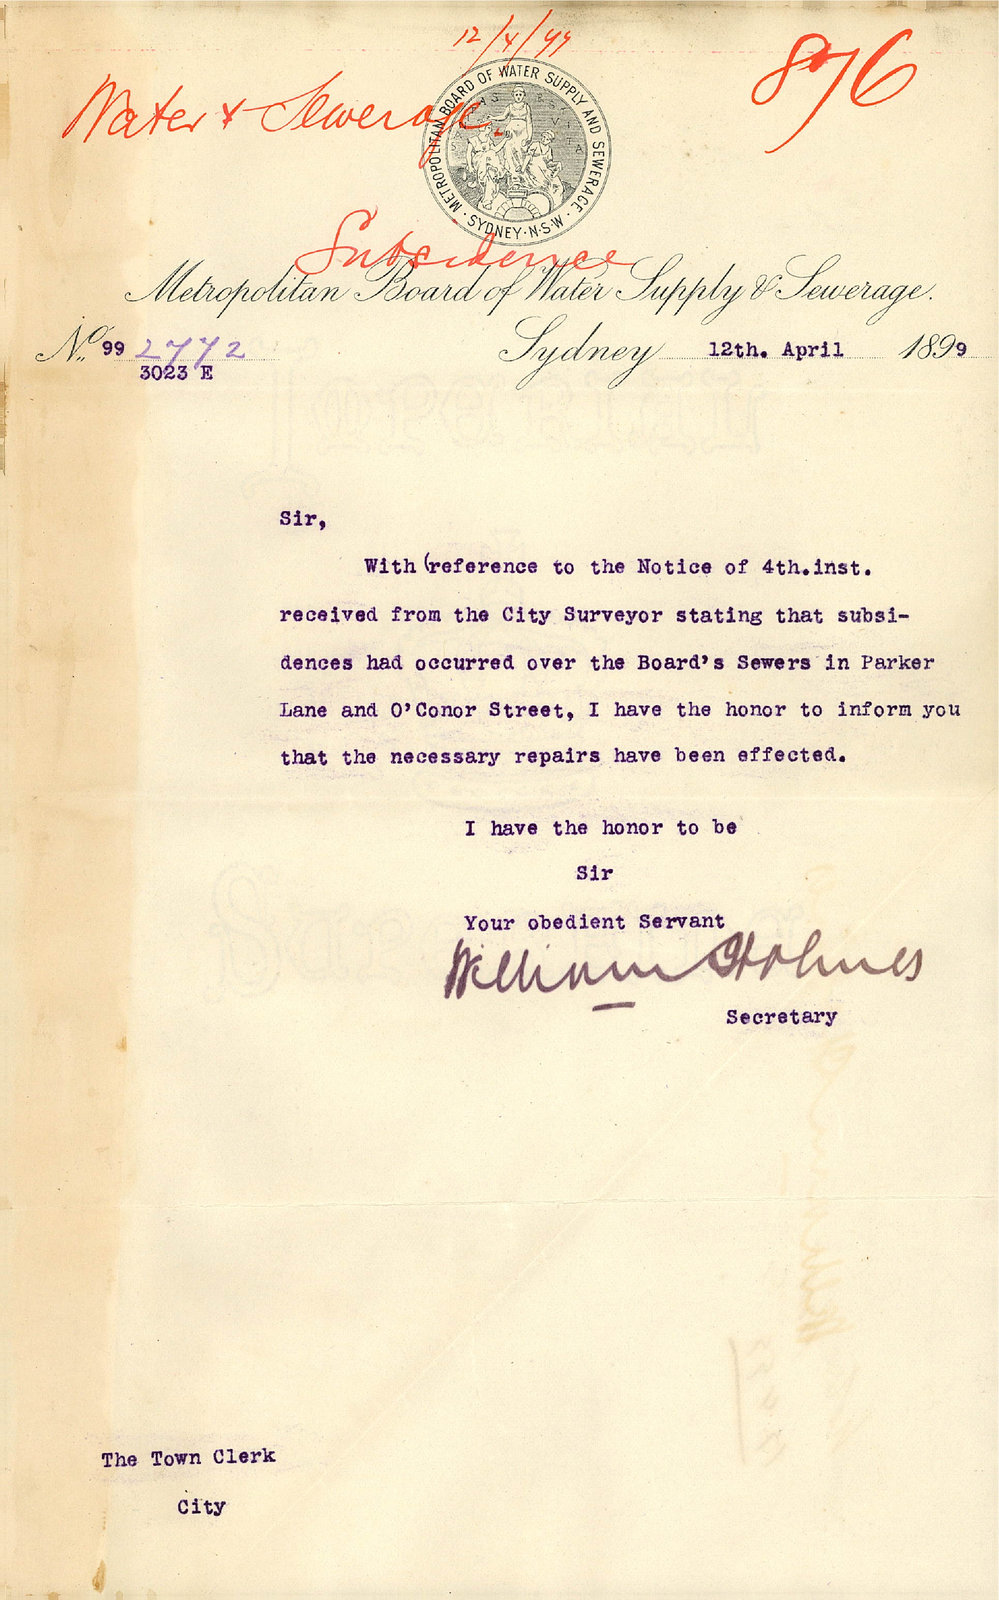 12/4/99
876
Water & Sewerage
METROPOLITAN BOARD OF WATER SUPPLY AND SEWERAGE
· SYDNEY · N·S·W ·
Subsidence
Metropolitan Board of Water Supply & Sewerage.
No. 99 2772
3023 E
Sydney 12th. April 1899
Sir,
With (reference to the Notice of 4th.inst.
received from the City Surveyor stating that subsi-
dences had occurred over the Board's Sewers in Parker
Lane and O'Conor Street, I have the honor to inform you
that the necessary repairs have been effected.
I have the honor to be
Sir
Your obedient Servant
William Holmes
Secretary
The Town Clerk
City